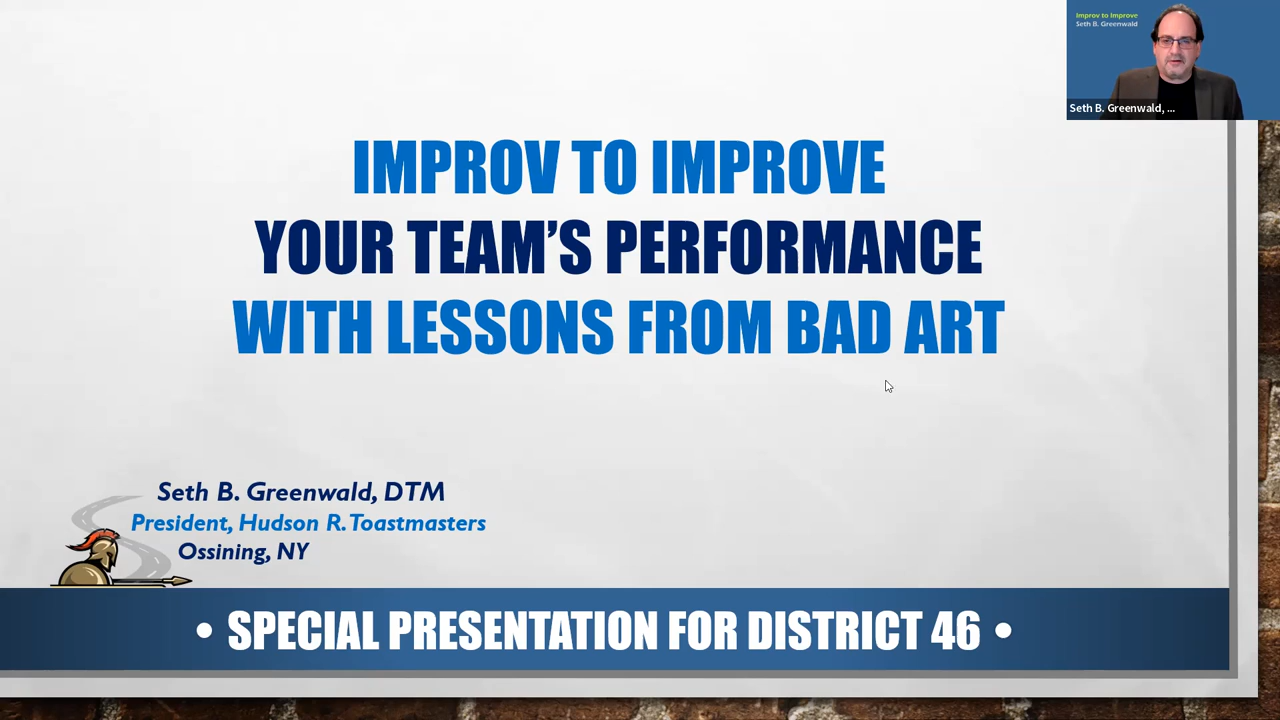 Improv to Improve
Seth B. Greenwald
Seth B. Greenwald, ...
IMPROV TO IMPROVE
YOUR TEAM’S PERFORMANCE
WITH LESSONS FROM BAD ART
Seth B. Greenwald, DTM
President, Hudson R. Toastmasters
Ossining, NY
• SPECIAL PRESENTATION FOR DISTRICT 46 •